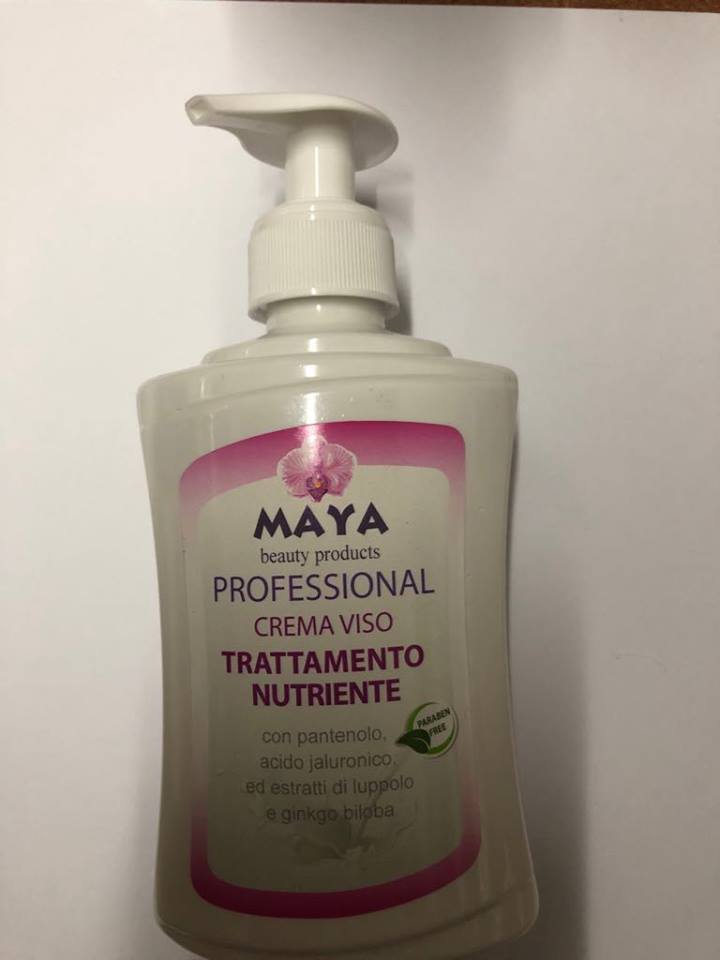 MAYA
beauty products
PROFESSIONAL
CREMA VISO
TRATTAMENTO
NUTRIENTE
PARABEN
FREE
con pantenolo,
acido jaluronico,
ed estratti di luppolo
e ginkgo biloba